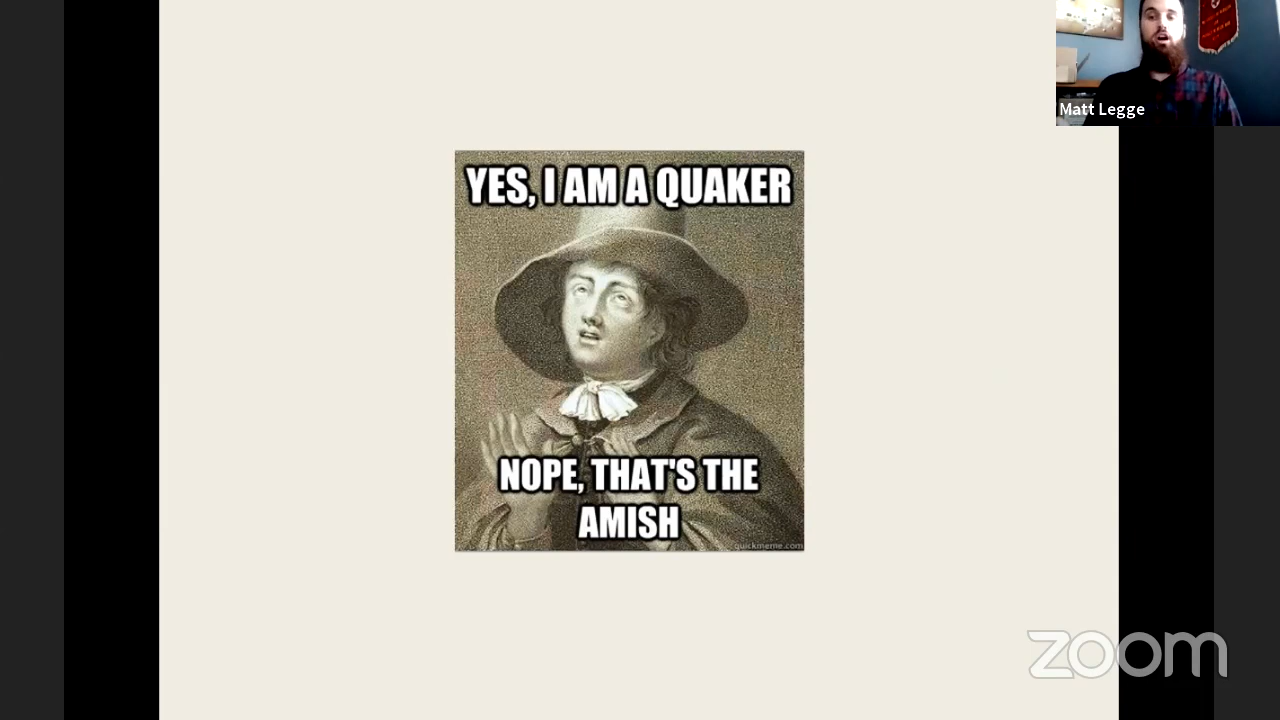 Matt Legge
YES, I AM A QUAKER
NOPE, THAT'S THE
AMISH
quickmeme.com
zoom